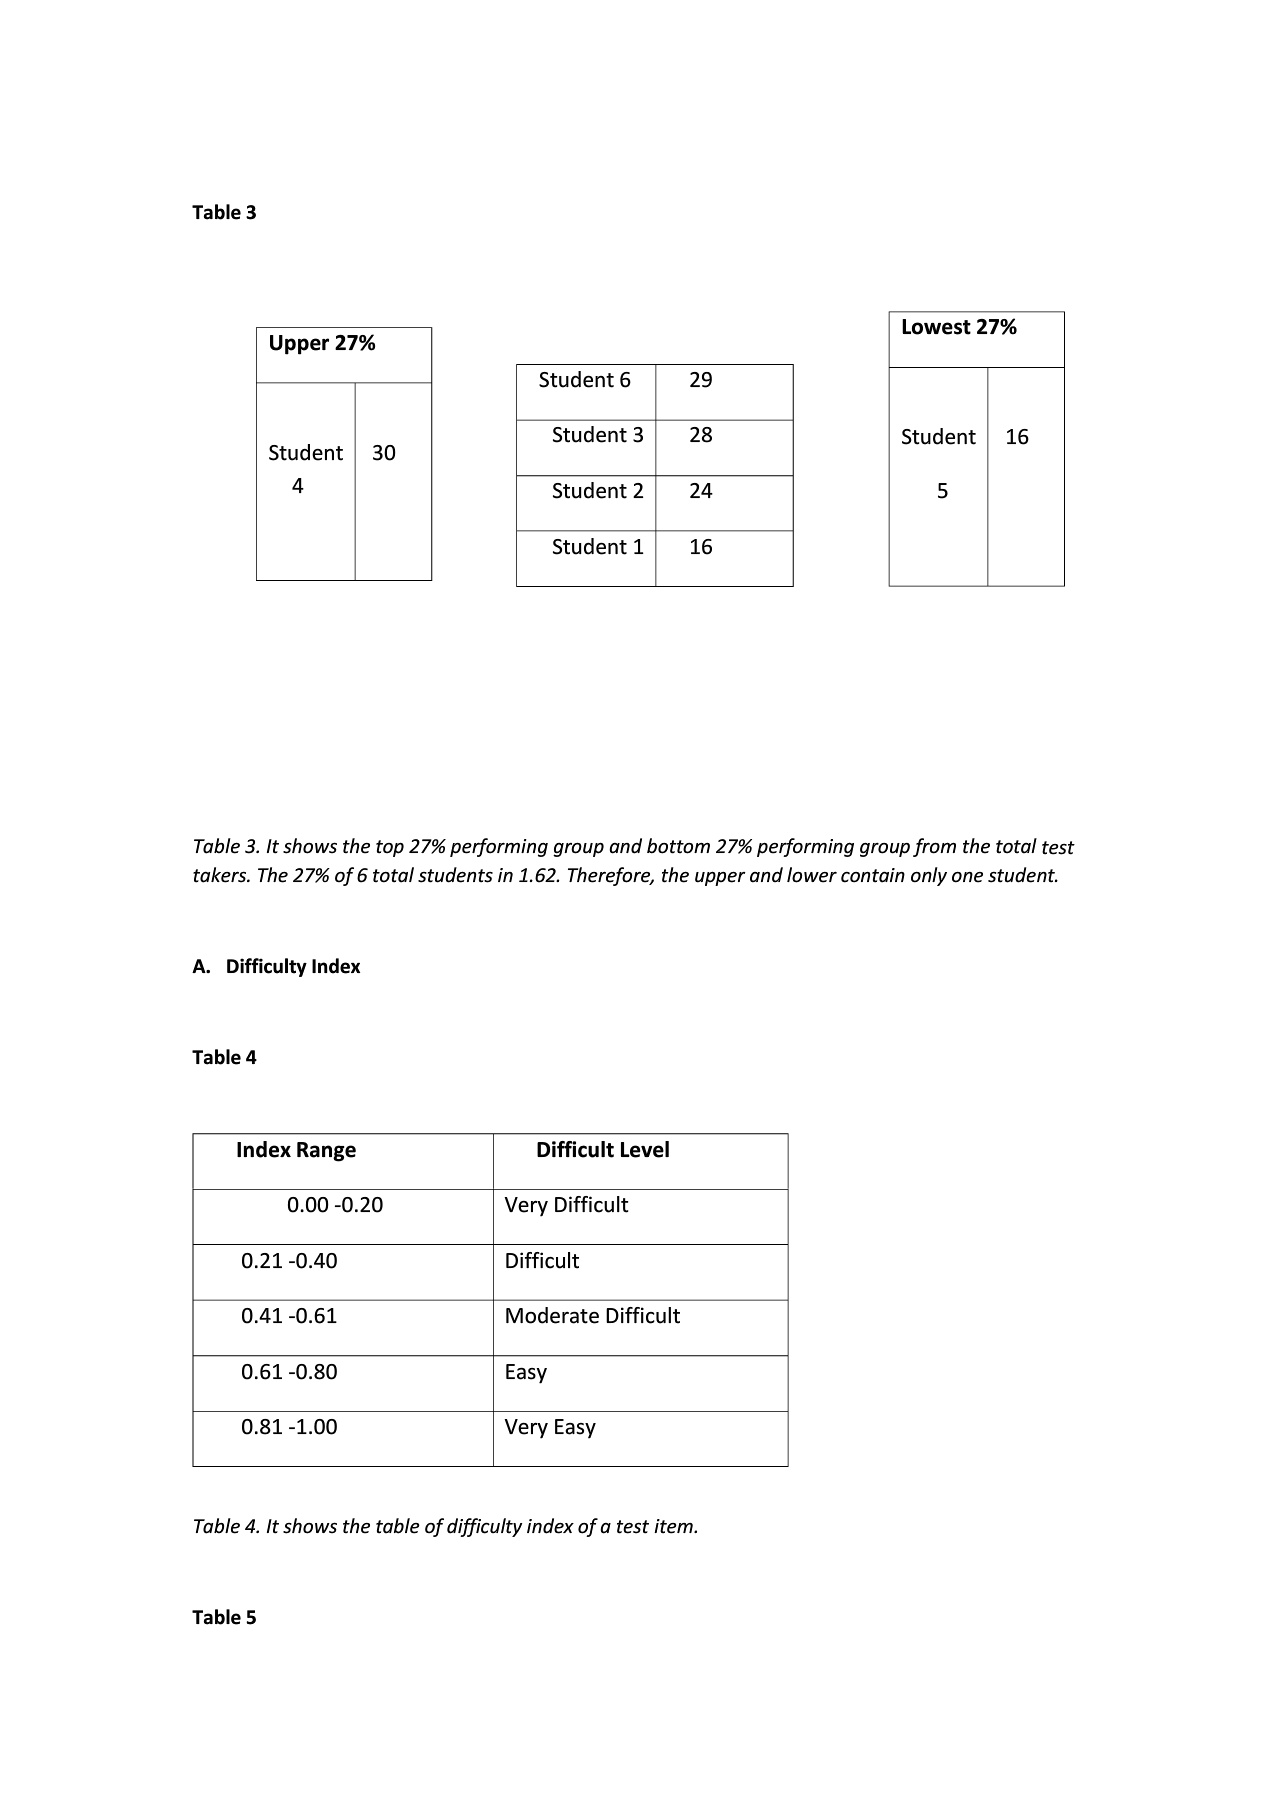 Table 3
Upper 27%
Student
4
30
Student 6 29
Student 3 28
Student 2 24
Student 1 16
Lowest 27%
Student
5
16
Table 3. It shows the top 27% performing group and bottom 27% performing group from the total test
takers. The 27% of 6 total students in 1.62. Therefore, the upper and lower contain only one student.
A. Difficulty Index
Table 4
Index Range Difficult Level
0.00 -0.20 Very Difficult
0.21 -0.40 Difficult
0.41 -0.61 Moderate Difficult
0.61 -0.80 Easy
0.81 -1.00 Very Easy
Table 4. It shows the table of difficulty index of a test item.
Table 5